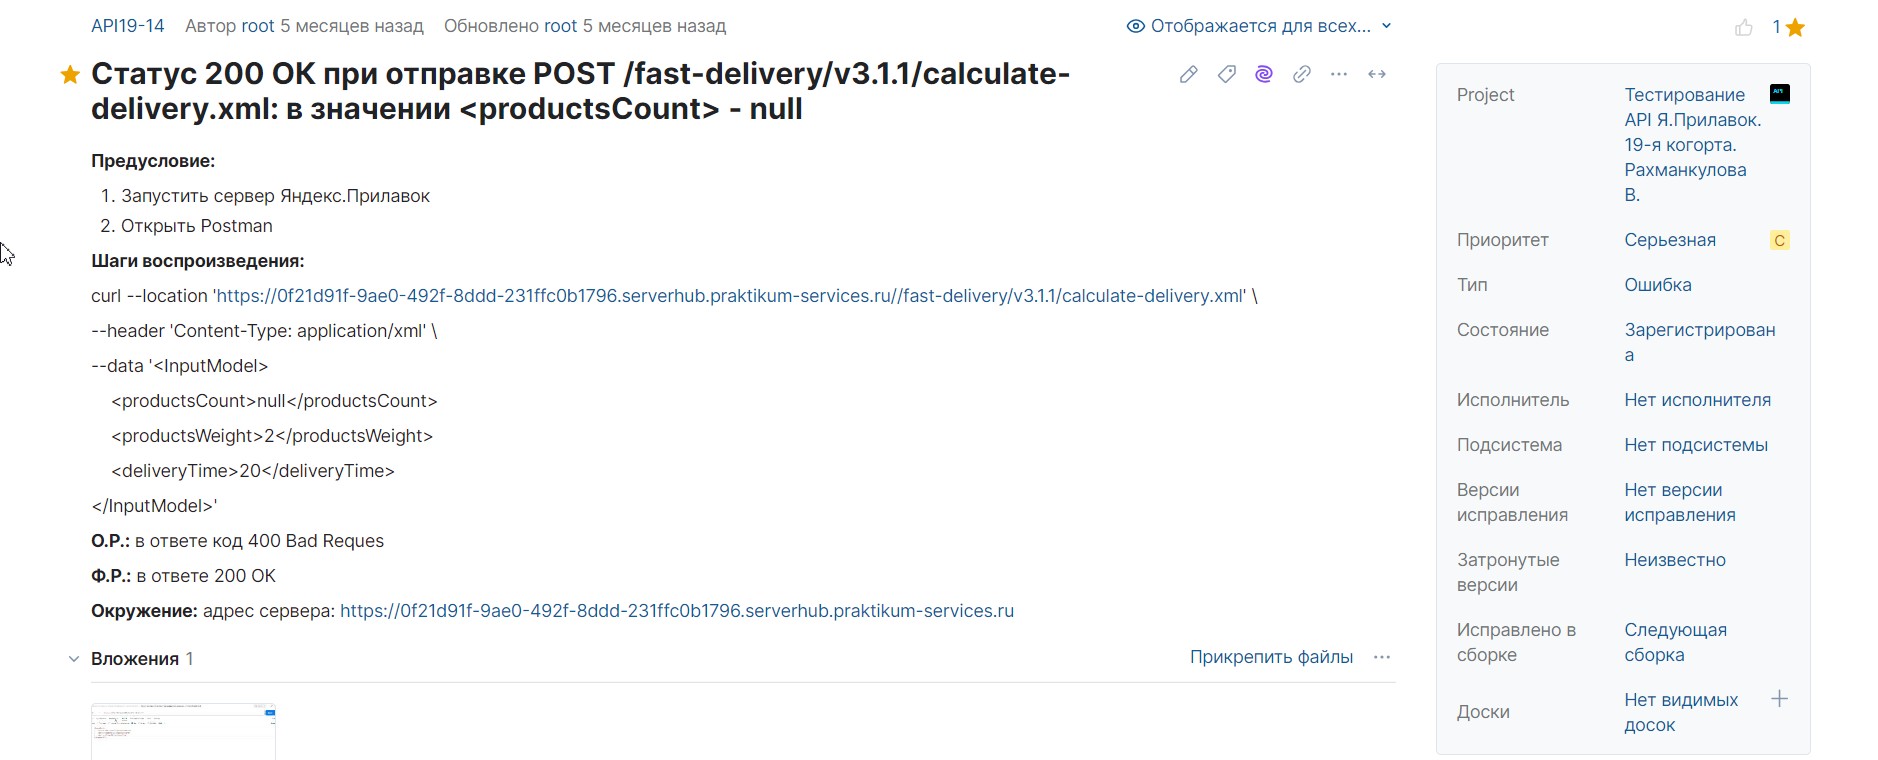 API19-14 Автор root 5 месяцев назад Обновлено root 5 месяцев назад
Отображается для всех...
1
Статус 200 OK при отправке POST /fast-delivery/v3.1.1/calculate-
delivery.xml: в значении <productsCount> - null
Предусловие:
1. Запустить сервер Яндекс.Прилавок
2. Открыть Postman
Шаги воспроизведения:
curl --location 'https://0f21d91f-9ae0-492f-8ddd-231ffc0b1796.serverhub.praktikum-services.ru//fast-delivery/v3.1.1/calculate-delivery.xml' \
--header 'Content-Type: application/xml' \
--data '<InputModel>
<productsCount>null</productsCount>
<productsWeight>2</productsWeight>
<deliveryTime>20</deliveryTime>
</InputModel>'
О.Р.: в ответе код 400 Bad Reques
Ф.Р.: в ответе 200 ОК
Окружение: адрес сервера: https://0f21d91f-9ae0-492f-8ddd-231ffc0b1796.serverhub.praktikum-services.ru
Вложения 1
Прикрепить файлы
Project
Тестирование
API Я.Прилавок.
19-я когорта.
Рахманкулова
В.
API
Приоритет
Серьезная
С
Тип
Ошибка
Состояние
Зарегистрирован
а
Исполнитель
Нет исполнителя
Подсистема
Нет подсистемы
Версии
исправления
Нет версии
исправления
Затронутые
версии
Неизвестно
Исправлено в
сборке
Следующая
сборка
Доски
Нет видимых
досок